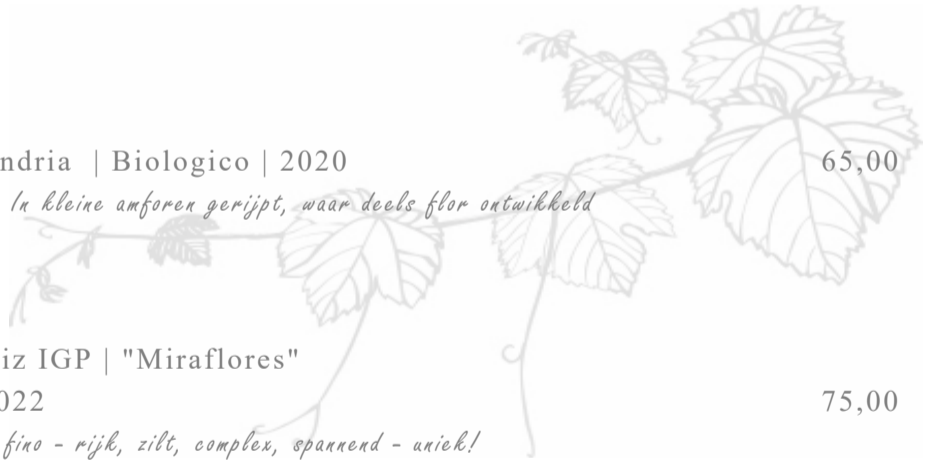 ndria | Biologico | 2020 65,00
In kleine amforen gerijpt, waar deels flor ontwikkeld
iz IGP | "Miraflores"
022 75,00
fino - rijk, zilt, complex, spannend - uniek!